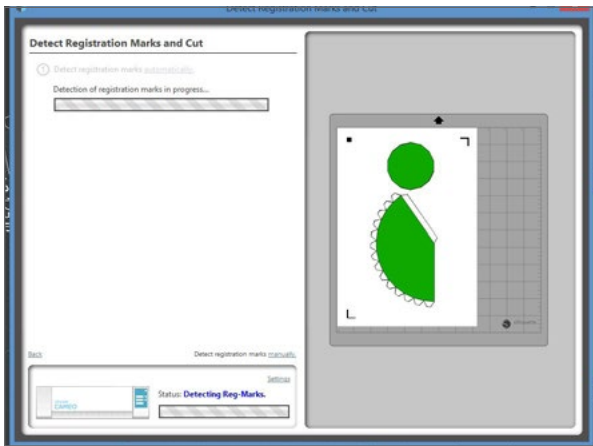 Detect Registration Marks and Cut
Detect Registration Marks and Cut
Detect registration marks automatically.
Detection of registration marks in progress...
Back
Detect registration marks manually.
Settings
Status: Detecting Reg-Marks.
CAMEO